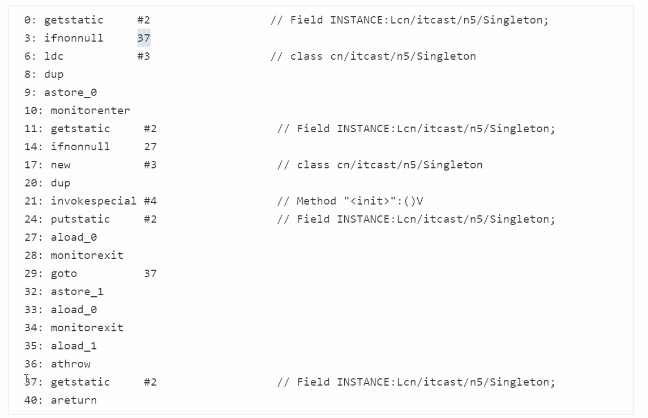 0: getstatic #2 // Field INSTANCE:Lcn/itcast/n5/Singleton;
3: ifnonnull 37
6: ldc #3 // class cn/itcast/n5/Singleton
8: dup
9: astore_0
10: monitorenter
11: getstatic #2 // Field INSTANCE:Lcn/itcast/n5/Singleton;
14: ifnonnull 27
17: new #3 // class cn/itcast/n5/Singleton
20: dup
21: invokespecial #4 // Method "<init>":()V
24: putstatic #2 // Field INSTANCE:Lcn/itcast/n5/Singleton;
27: aload_0
28: monitorexit
29: goto 37
32: astore_1
33: aload_0
34: monitorexit
35: aload_1
36: athrow
37: getstatic #2 // Field INSTANCE:Lcn/itcast/n5/Singleton;
40: areturn